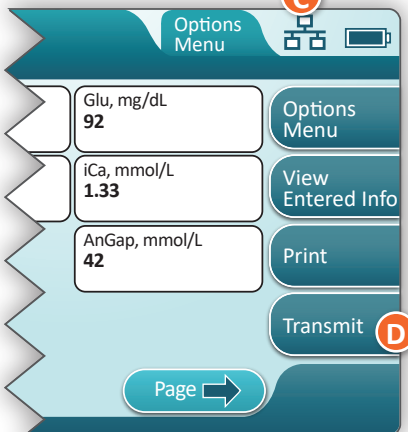 C
Options
Menu
Glu, mg/dL
92
Options
Menu
iCa, mmol/L
1.33
View
Entered Info
AnGap, mmol/L
42
Print
Transmit
D
Page